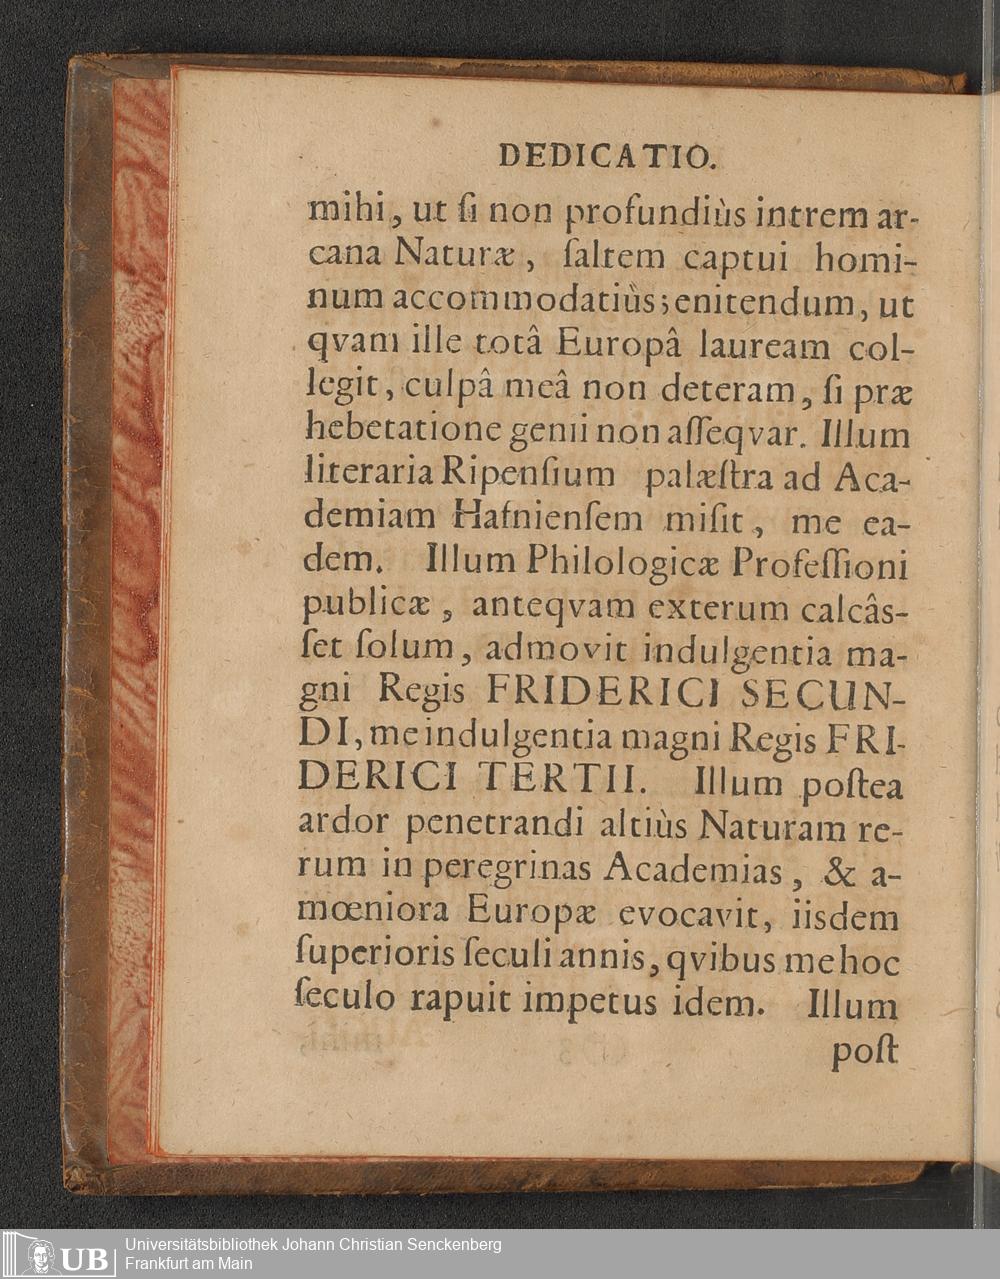 DEDICATIO.
mihi, ut ſi non profundiùs intrem ar-
cana Naturæ, ſaltem captui homi-
num accommodatiùs; enitendum, ut
qvam ille totâ Europâ lauream col-
legit, culpâ meâ non deteram, ſi præ
hebetatione genii non aſſeqvar. Illum
literaria Ripenſium palæſtra ad Aca-
demiam Hafnienſem miſit, me ea-
dem. Illum Philologicæ Profeſſioni
publicæ, anteqvam exterum calcâs-
ſet ſolum, admovit indulgentia ma-
gni Regis FRIDERICI SECUN-
DI, me indulgentia magni Regis FRI-
DERICI TERTII. Illum poſtea
ardor penetrandi altiùs Naturam re-
rum in peregrinas Academias, & a-
mœniora Europæ evocavit, iisdem
ſuperioris ſeculi annis, qvibus me hoc
ſeculo rapuit impetus idem. Illum
poſt
UB
Universitätsbibliothek Johann Christian Senckenberg
Frankfurt am Main